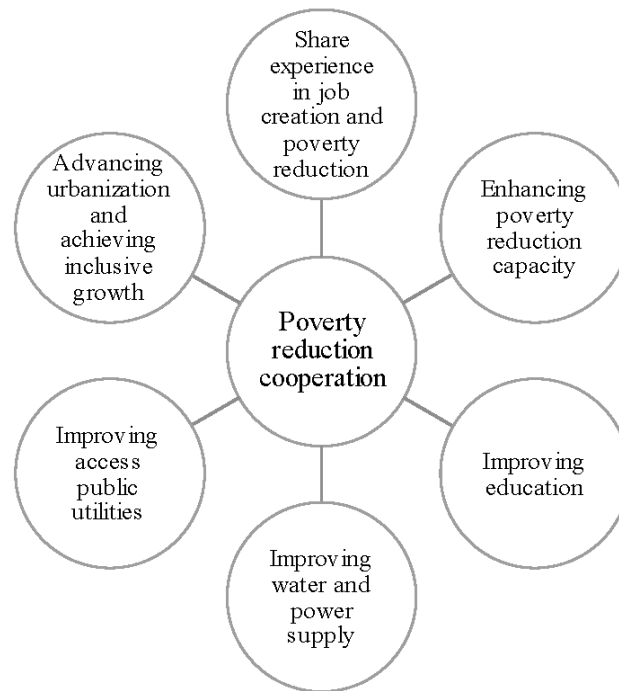 Share
experience
in job
creation and
poverty
reduction
Advancing
urbanization
and
achieving
inclusive
growth
Enhancing
poverty
reduction
capacity
Poverty
reduction
cooperation
Improving
access
public
utilities
Improving
education
Improving
water and
power
supply